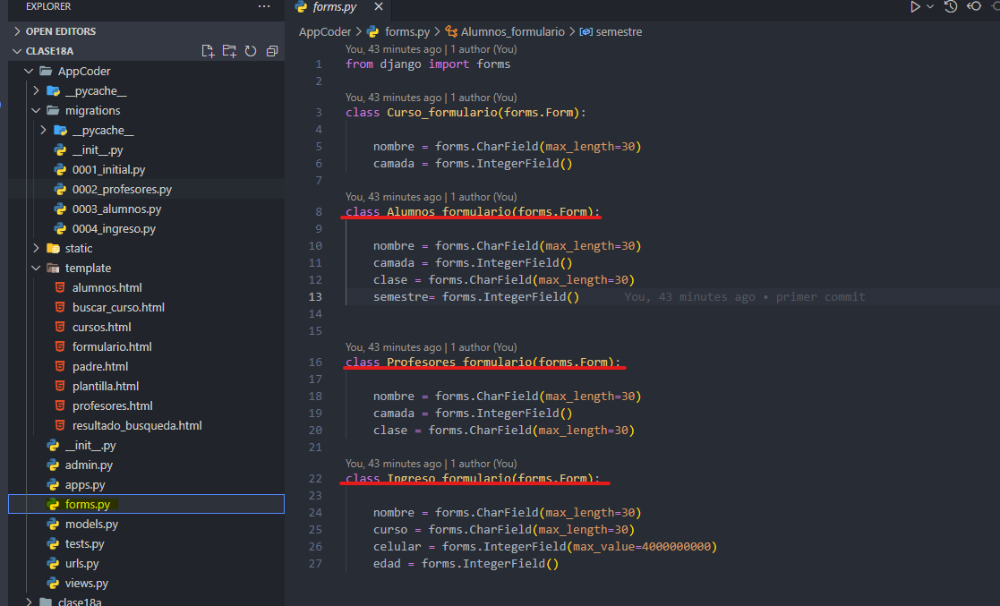 EXPLORER
···
OPEN EDITORS
CLASE18A
AppCoder
__pycache__
migrations
__pycache__
__init__.py
0001_initial.py
0002_profesores.py
0003_alumnos.py
0004_ingreso.py
static
template
alumnos.html
buscar_curso.html
cursos.html
formulario.html
padre.html
plantilla.html
profesores.html
resultado_busqueda.html
__init__.py
admin.py
apps.py
forms.py
models.py
tests.py
urls.py
views.py
clase18a
forms.py
AppCoder > forms.py > Alumnos_formulario > semestre
You, 43 minutes ago | 1 author (You)
1 from django import forms
2
You, 43 minutes ago | 1 author (You)
3 class Curso_formulario(forms.Form):
4
5 nombre = forms.CharField(max_length=30)
6 camada = forms.IntegerField()
7
You, 43 minutes ago | 1 author (You)
8 class Alumnos_formulario(forms.Form):
9
10 nombre = forms.CharField(max_length=30)
11 camada = forms.IntegerField()
12 clase = forms.CharField(max_length=30)
13 semestre= forms.IntegerField() You, 43 minutes ago • primer commit
14
15
You, 43 minutes ago | 1 author (You)
16 class Profesores_formulario(forms.Form):
17
18 nombre = forms.CharField(max_length=30)
19 camada = forms.IntegerField()
20 clase = forms.CharField(max_length=30)
21
You, 43 minutes ago | 1 author (You)
22 class Ingreso_formulario(forms.Form):
23
24 nombre = forms.CharField(max_length=30)
25 curso = forms.CharField(max_length=30)
26 celular = forms.IntegerField(max_value=4000000000)
27 edad = forms.IntegerField()